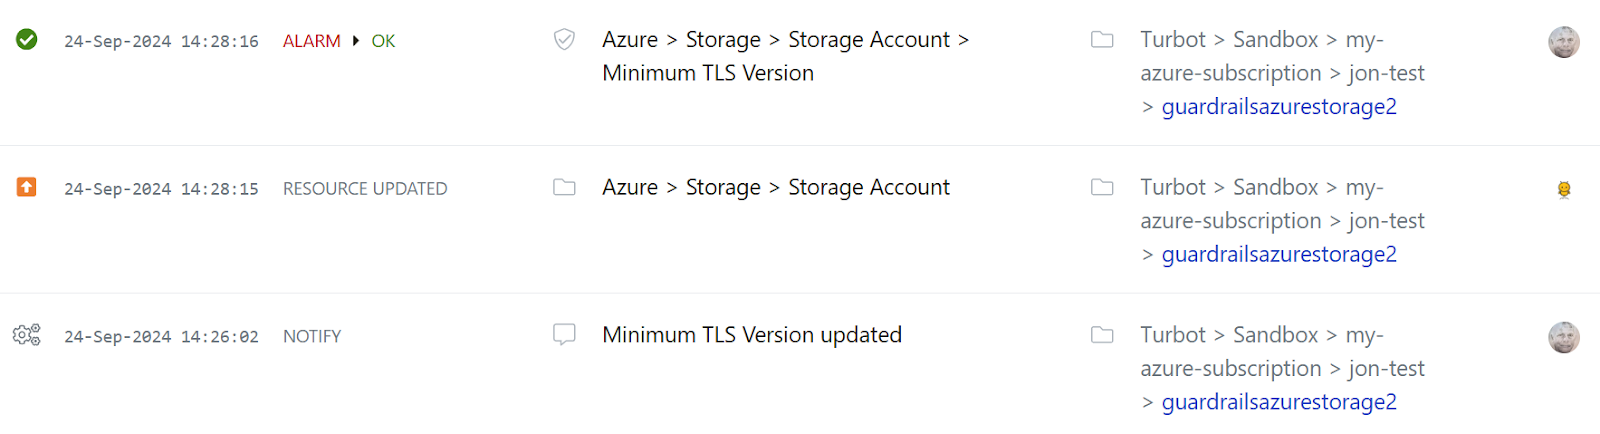 24-Sep-2024 14:28:16 ALARM OK Azure > Storage > Storage Account > Turbot > Sandbox > my-
Minimum TLS Version azure-subscription > jon-test
> guardrailsazurestorage2
24-Sep-2024 14:28:15 RESOURCE UPDATED Azure > Storage > Storage Account Turbot > Sandbox > my-
azure-subscription > jon-test
> guardrailsazurestorage2
24-Sep-2024 14:26:02 NOTIFY Minimum TLS Version updated Turbot > Sandbox > my-
azure-subscription > jon-test
> guardrailsazurestorage2